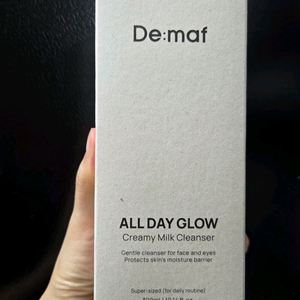 De:maf
ALL DAY GLOW
Creamy Milk Cleanser
Gentle cleanser for face and eyes
Protects skin's moisture barrier
Super-sized (for daily routine)